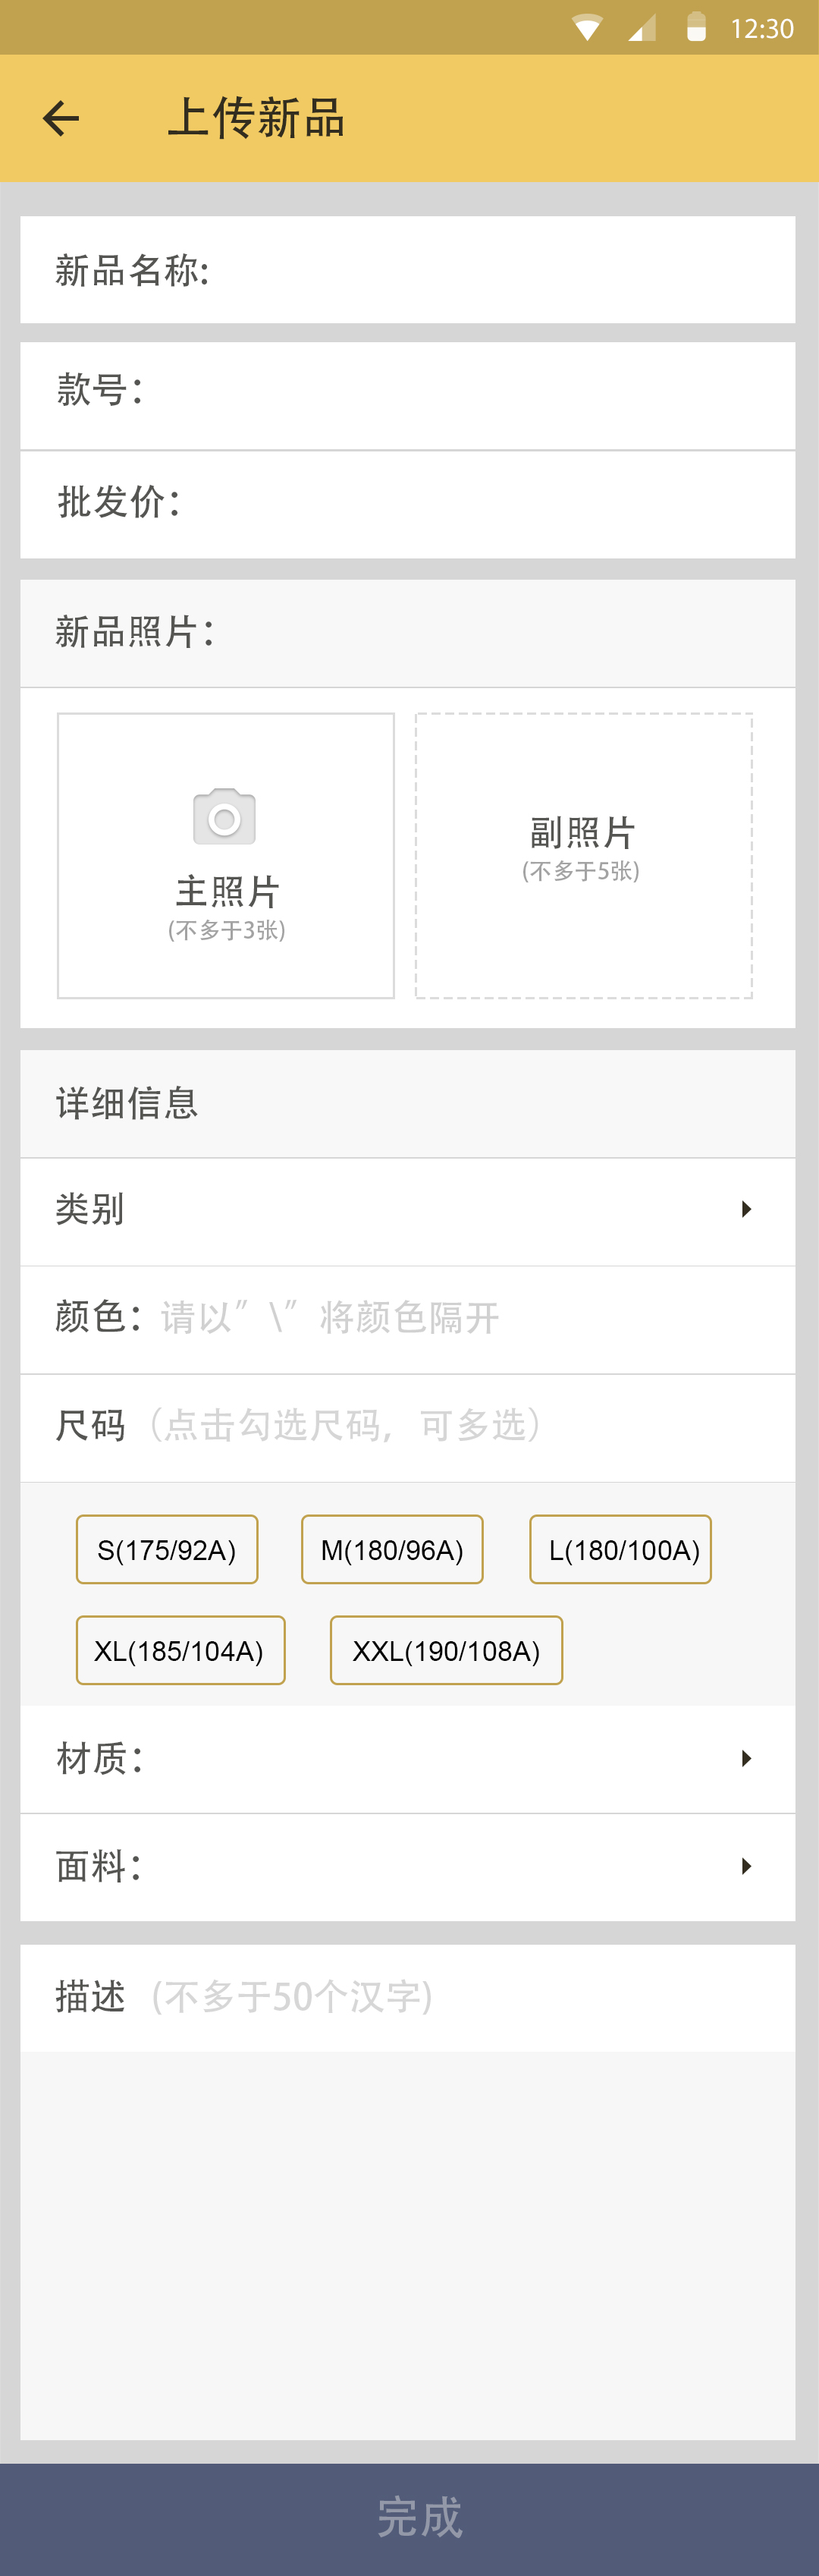 12:30
上传新品
新品名称:
款号：
批发价：
新品照片：
主照片
(不多于3张)
副照片
(不多于5张)
详细信息
类别
颜色：请以"\"将颜色隔开
尺码（点击勾选尺码，可多选）
S(175/92A) M(180/96A) L(180/100A)
XL(185/104A) XXL(190/108A)
材质：
面料：
描述 (不多于50个汉字)
完成